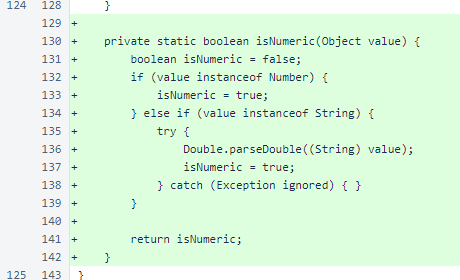 124 128 }
129 +
130 + private static boolean isNumeric(Object value) {
131 + boolean isNumeric = false;
132 + if (value instanceof Number) {
133 + isNumeric = true;
134 + } else if (value instanceof String) {
135 + try {
136 + Double.parseDouble((String) value);
137 + isNumeric = true;
138 + } catch (Exception ignored) { }
139 + }
140 +
141 + return isNumeric;
142 + }
125 143 }